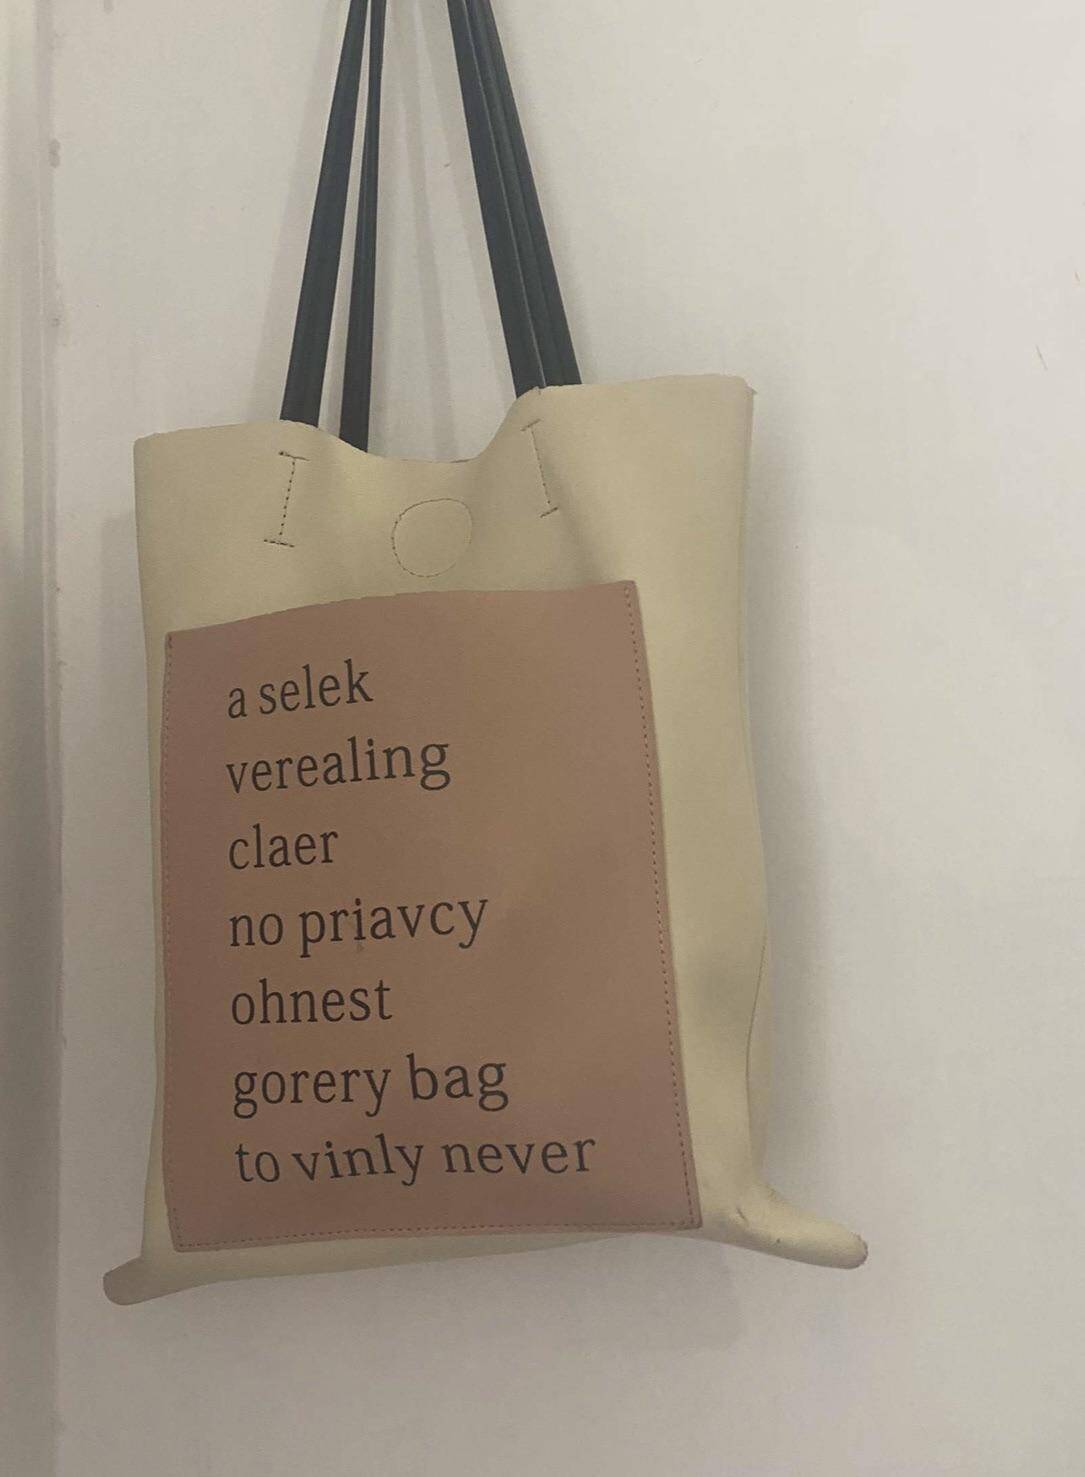 a selek
verealing
claer
no priavcy
ohnest
gorery bag
to vinly never